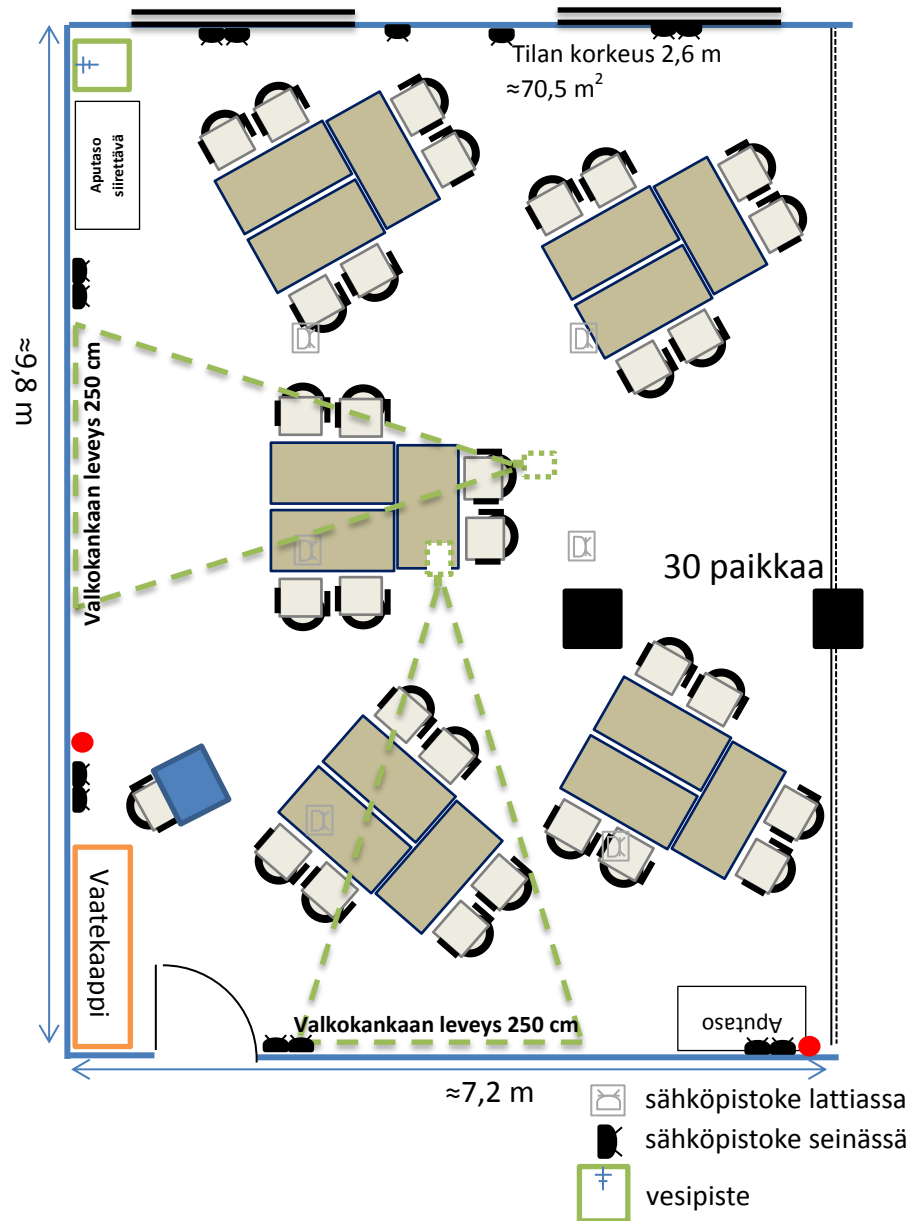 Tilan korkeus 2,6 m
≈70,5 m²
Aputaso
siirettävä
≈9,8 m
Valkokankaan leveys 250 cm
30 paikkaa
Vaatekaappi
Valkokankaan leveys 250 cm
Aputaso
≈7,2 m
sähköpistoke lattiassa
sähköpistoke seinässä
vesipiste